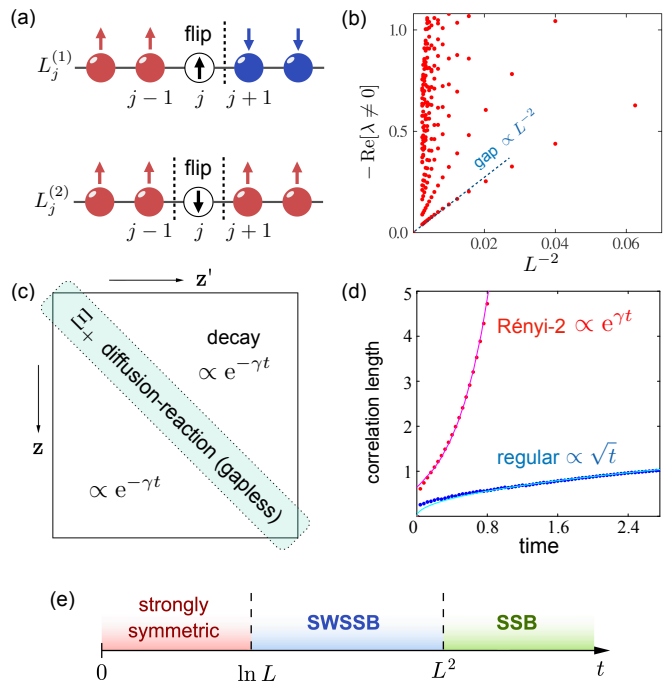 (a)
flip
L_j^{(1)}
j − 1
j
j + 1
flip
L_j^{(2)}
j − 1
j
j + 1
(b)
− Re[λ ≠ 0]
1.0
0.5
0.0
gap ∝ L^{−2}
0.02
0.04
0.06
L^{−2}
(c)
z'
z
Ξ_+ diffusion-reaction (gapless)
decay
∝ e^{−γt}
∝ e^{−γt}
(d)
correlation length
5
4
3
2
1
Rényi-2 ∝ e^{γt}
regular ∝ √t
0
0.8
1.6
2.4
time
(e)
strongly
symmetric
SWSSB
SSB
0
ln L
L^2
t